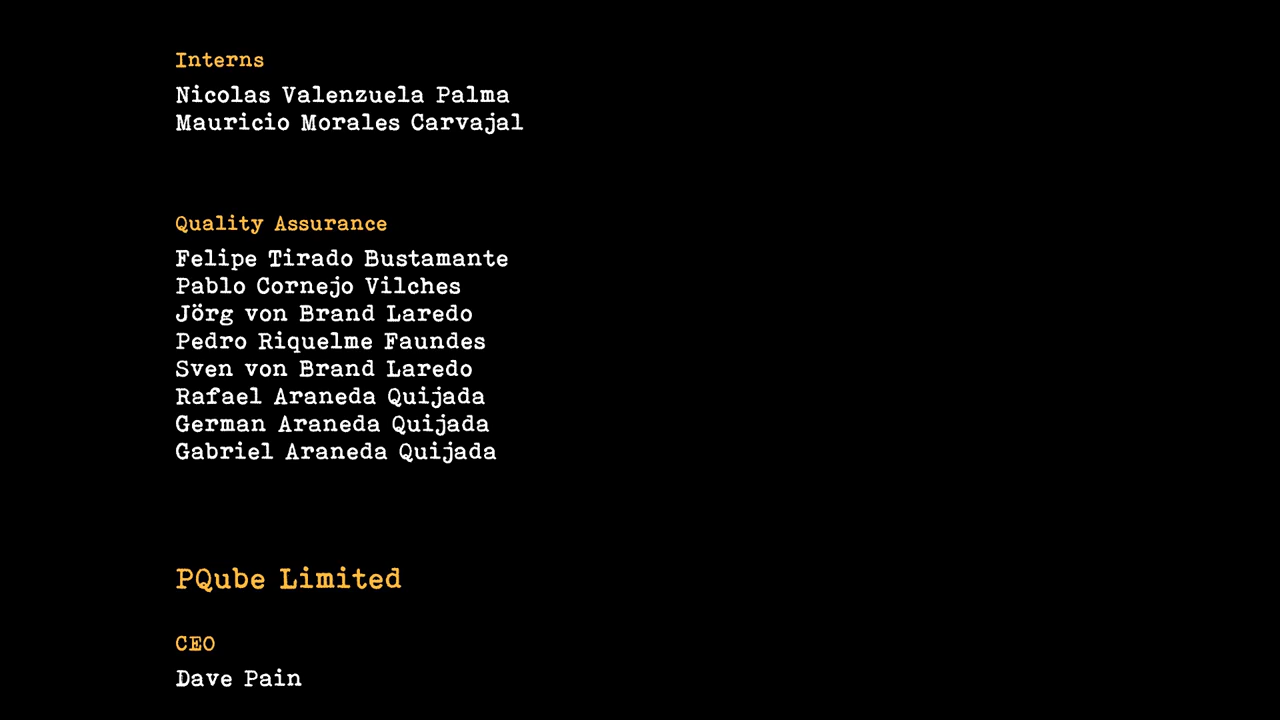 Interns
Nicolas Valenzuela Palma
Mauricio Morales Carvajal
Quality Assurance
Felipe Tirado Bustamante
Pablo Cornejo Vilches
Jörg von Brand Laredo
Pedro Riquelme Faundes
Sven von Brand Laredo
Rafael Araneda Quijada
German Araneda Quijada
Gabriel Araneda Quijada
PQube Limited
CEO
Dave Pain